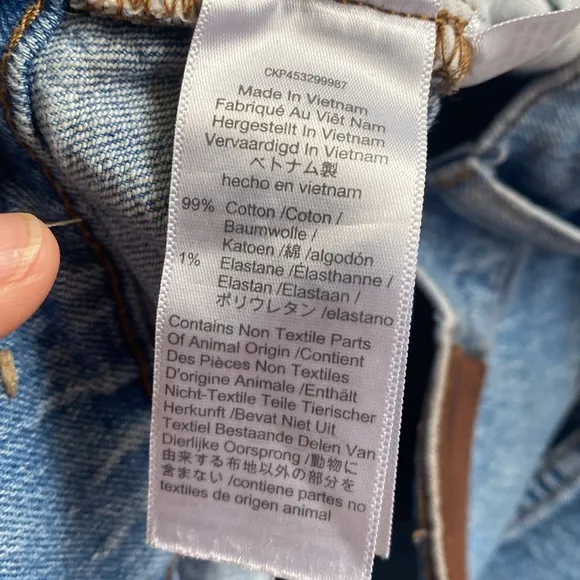 CKP453299987
Made In Vietnam
Fabriqué Au Viêt Nam
Hergestellt In Vietnam
Vervaardigd In Vietnam
ベトナム製
hecho en vietnam
99% Cotton /Coton /
Baumwolle /
Katoen /綿 /algodón
1% Elastane /Élasthanne /
Elastan /Elastaan /
ポリウレタン /elastano
Contains Non Textile Parts
Of Animal Origin /Contient
Des Pièces Non Textiles
D'origine Animale /Enthält
Nicht-Textile Teile Tierischer
Herkunft /Bevat Niet Uit
Textiel Bestaande Delen Van
Dierlijke Oorsprong /動物に
由来する布地以外の部分を
含まない /contiene partes no
textiles de origen animal